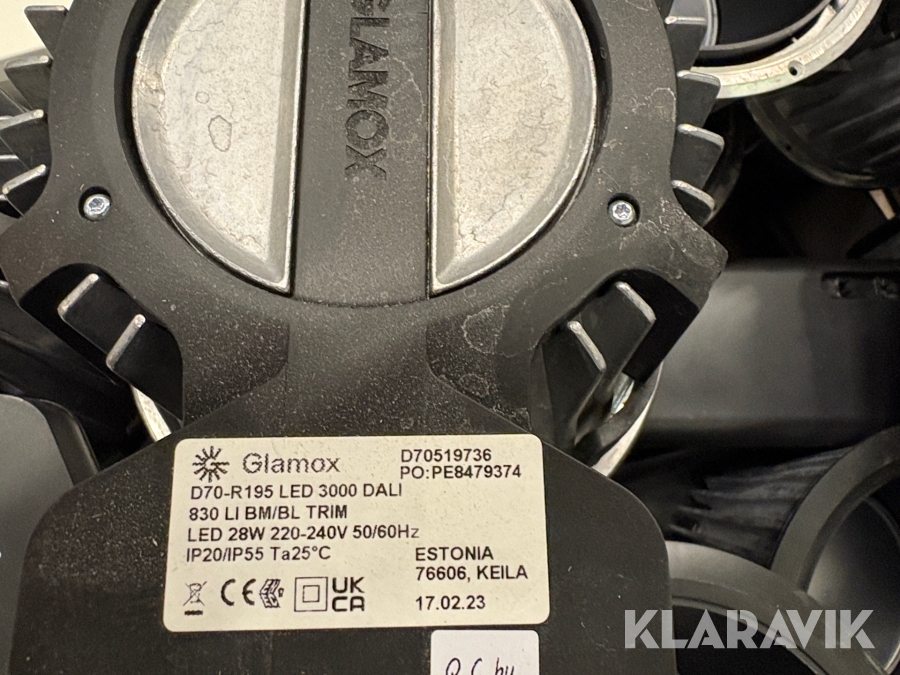 GLAMOX
Glamox
D70519736
PO:PE8479374
D70-R195 LED 3000 DALI
830 LI BM/BL TRIM
LED 28W 220-240V 50/60Hz
IP20/IP55 Ta25°C
ESTONIA
76606, KEILA
CE
UK
CA
17.02.23
Q.C by
KLARAVIK